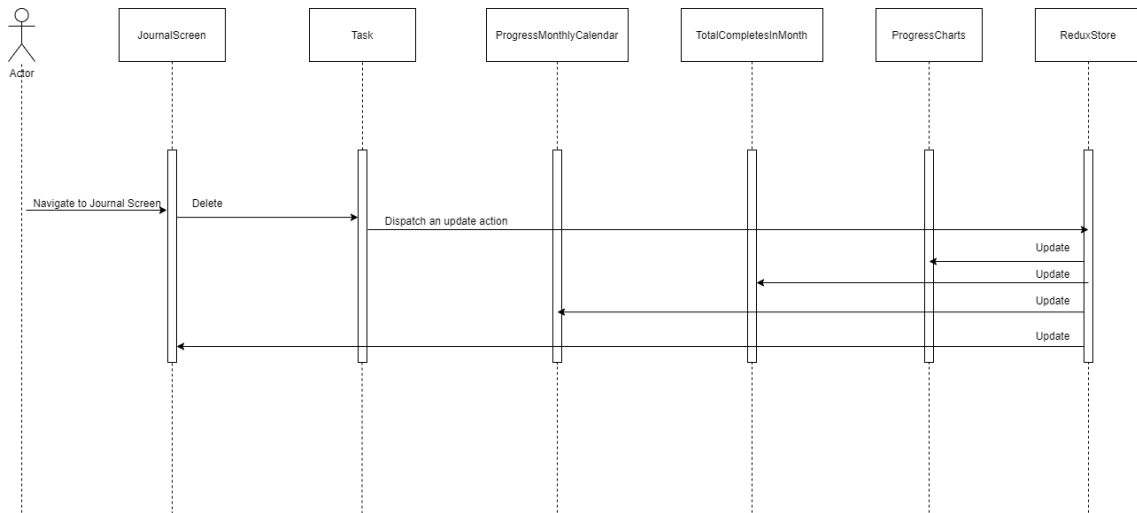 JournalScreen
Task
ProgressMonthlyCalendar
TotalCompletesInMonth
ProgressCharts
ReduxStore
Actor
Navigate to Journal Screen
Delete
Dispatch an update action
Update
Update
Update
Update